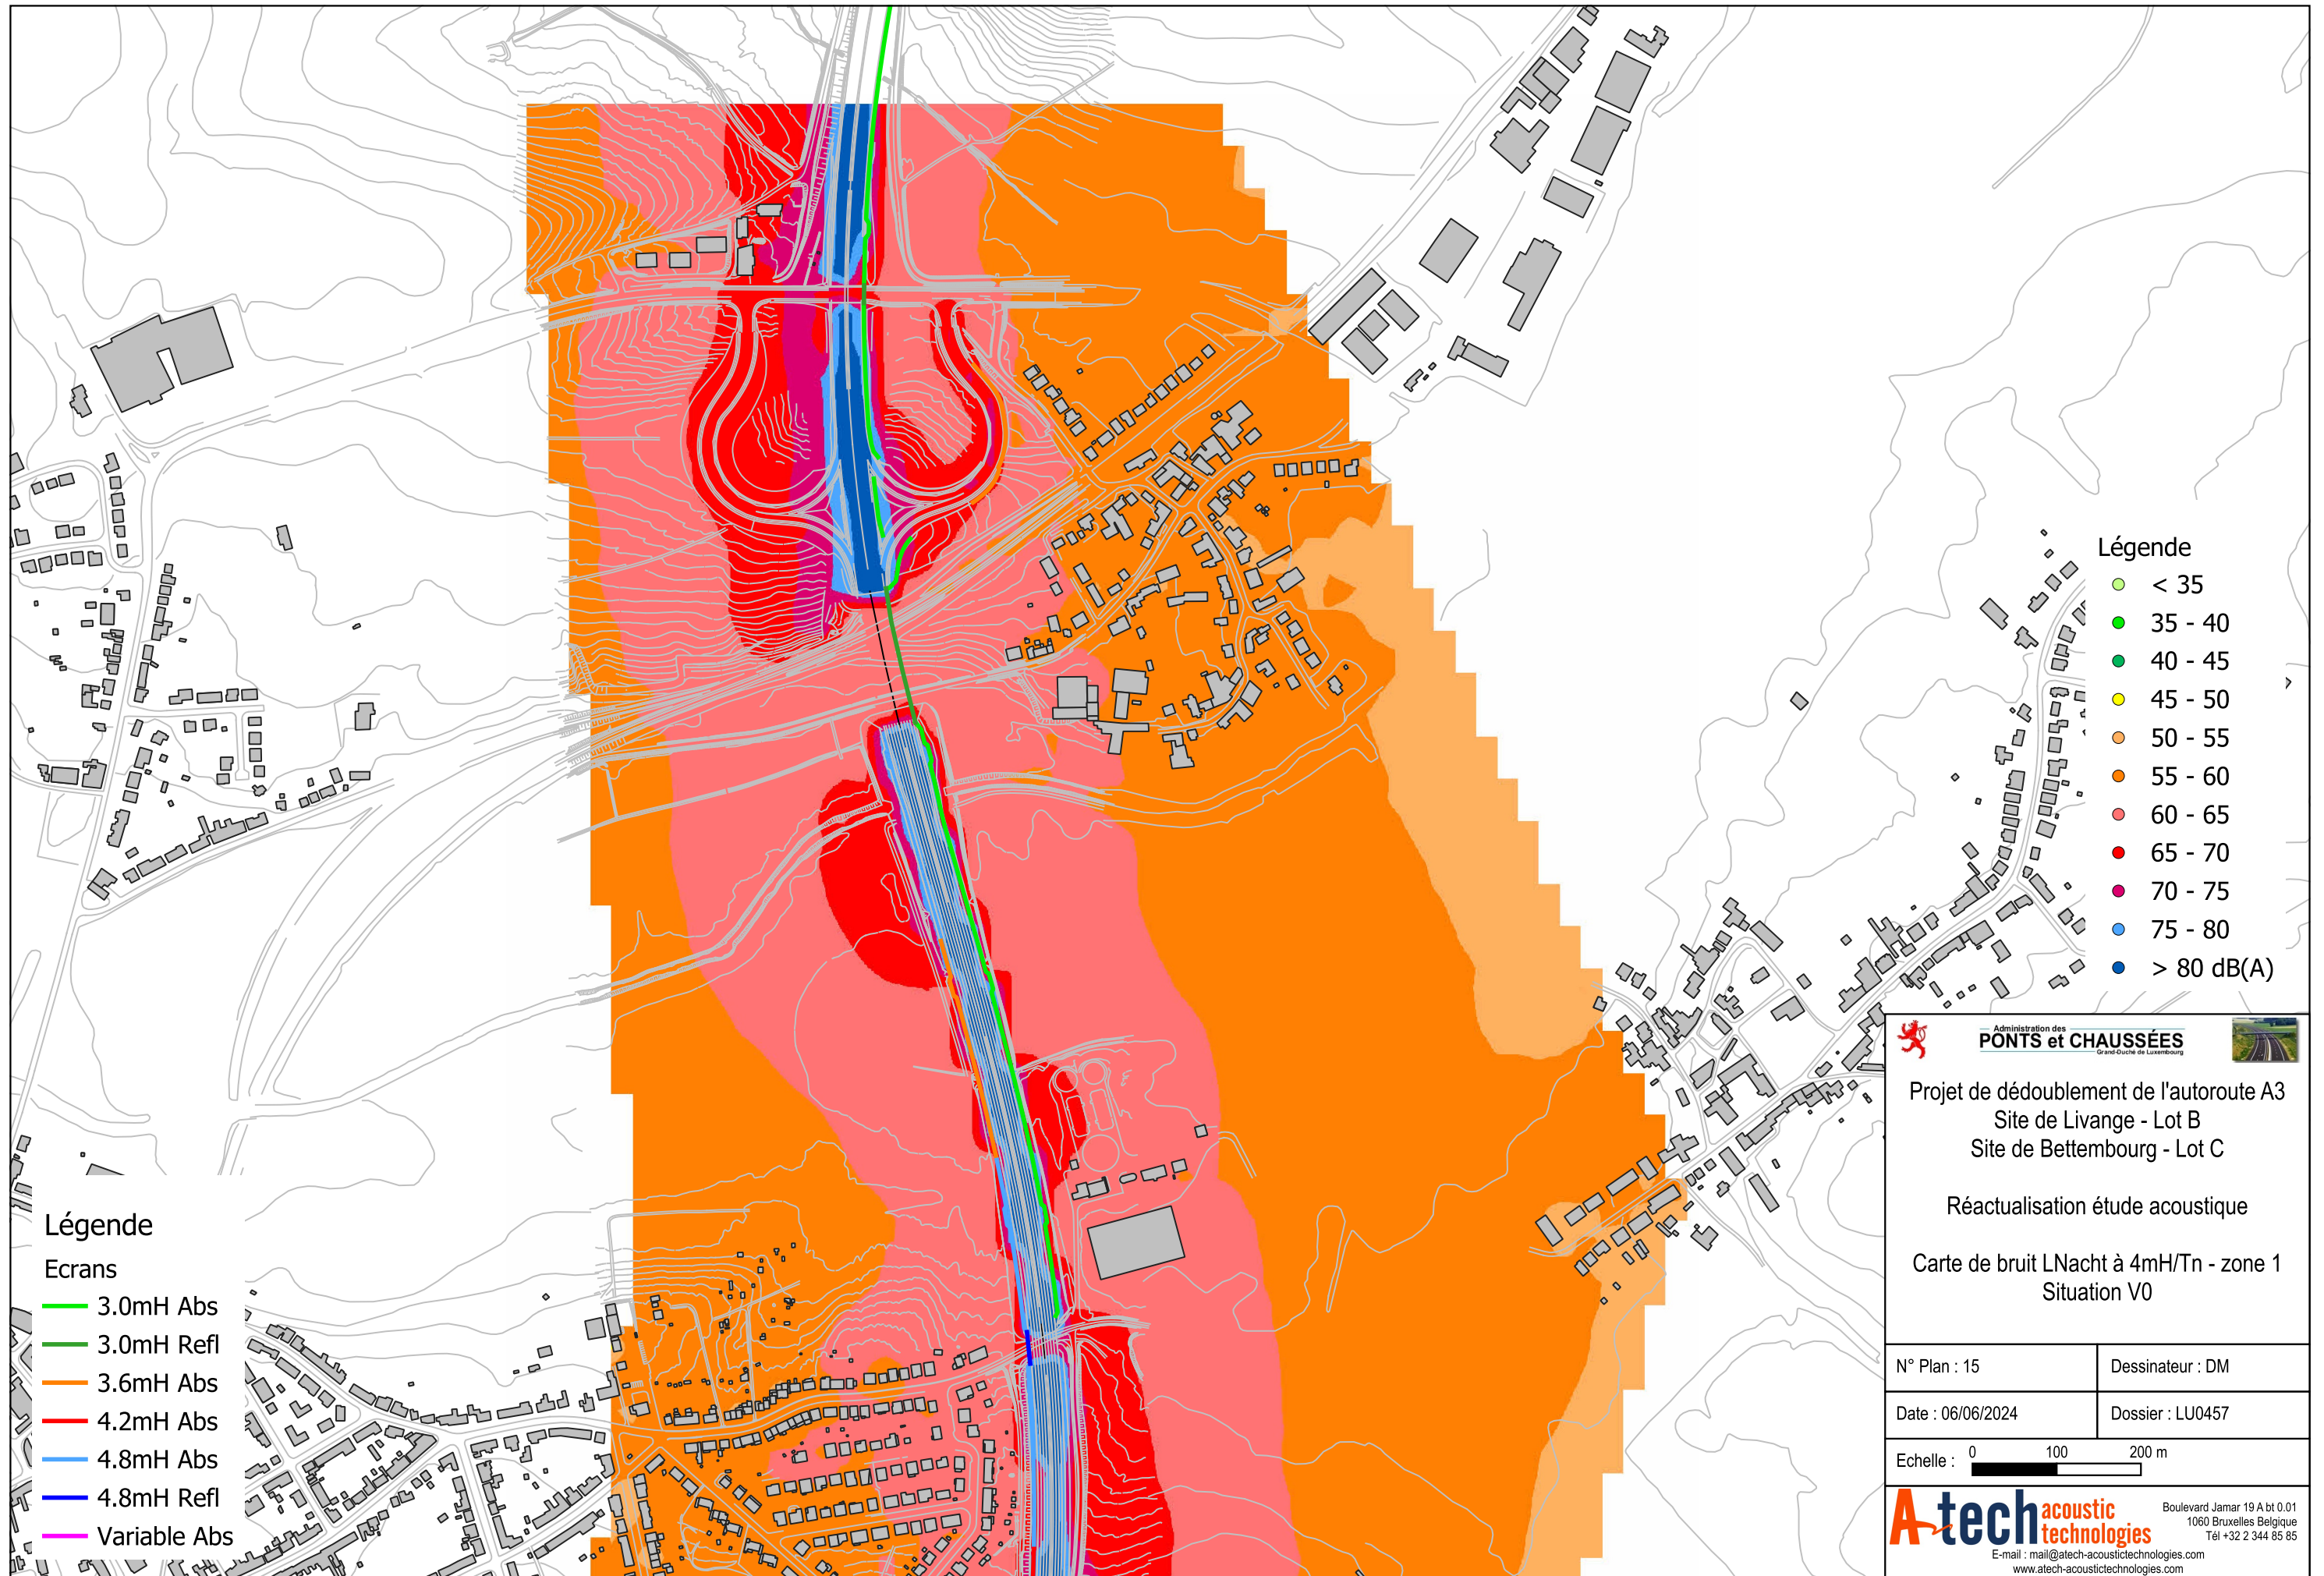 Légende
< 35
35 - 40
40 - 45
45 - 50
50 - 55
55 - 60
60 - 65
65 - 70
70 - 75
75 - 80
> 80 dB(A)
Légende
Ecrans
3.0mH Abs
3.0mH Refl
3.6mH Abs
4.2mH Abs
4.8mH Abs
4.8mH Refl
Variable Abs
Administration des
PONTS et CHAUSSÉES
Grand-Duché de Luxembourg
Projet de dédoublement de l'autoroute A3
Site de Livange - Lot B
Site de Bettembourg - Lot C
Réactualisation étude acoustique
Carte de bruit LNacht à 4mH/Tn - zone 1
Situation V0
N° Plan : 15
Dessinateur : DM
Date : 06/06/2024
Dossier : LU0457
Echelle :
0 100 200 m
A-tech acoustic technologies
Boulevard Jamar 19 A bt 0.01
1060 Bruxelles Belgique
Tél +32 2 344 85 85
E-mail : mail@atech-acoustictechnologies.com
www.atech-acoustictechnologies.com